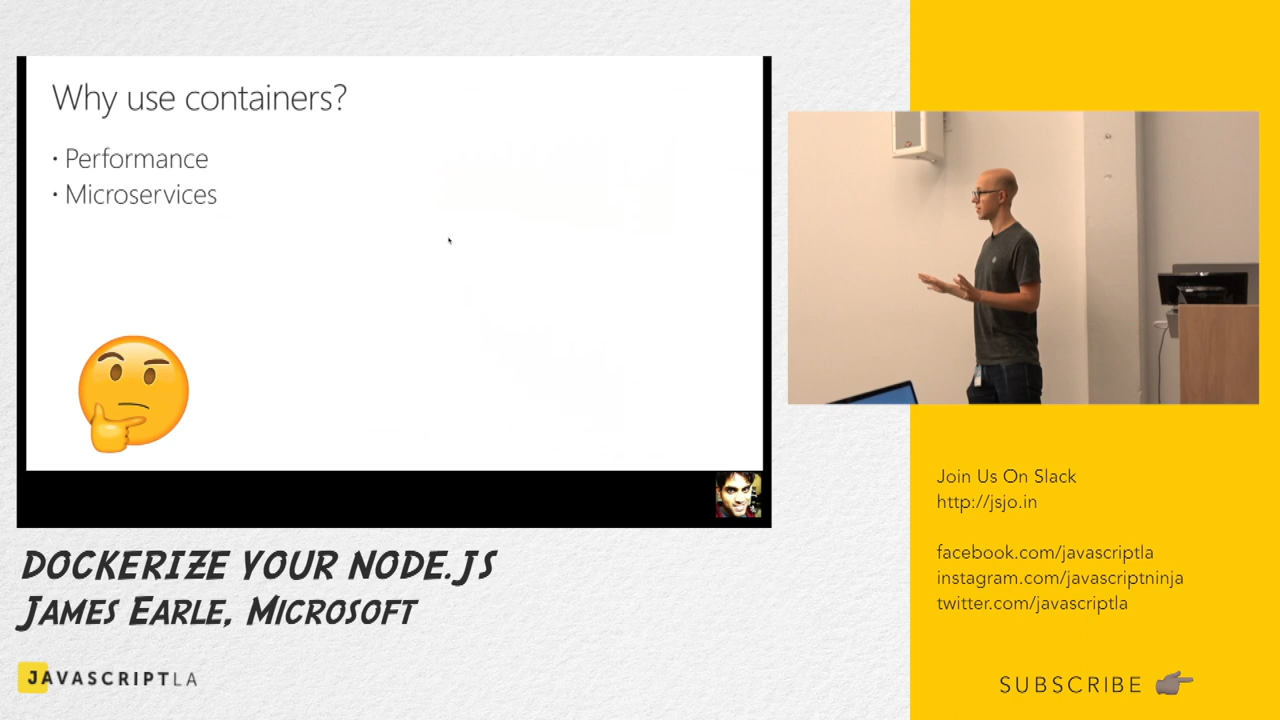 Why use containers?
· Performance
· Microservices
DOCKERIZE YOUR NODE.JS
JAMES EARLE, MICROSOFT
JAVASCRIPTLA
Join Us On Slack
http://jsjo.in
facebook.com/javascriptla
instagram.com/javascriptninja
twitter.com/javascriptla
SUBSCRIBE